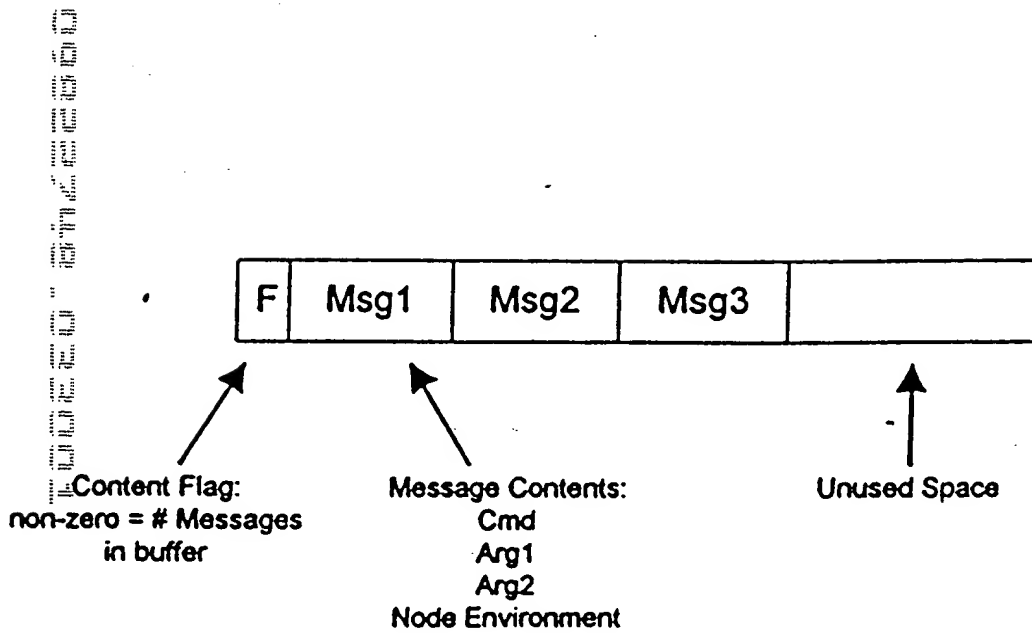 F Msg1 Msg2 Msg3
Content Flag:
non-zero = # Messages
in buffer
Message Contents:
Cmd
Arg1
Arg2
Node Environment
Unused Space